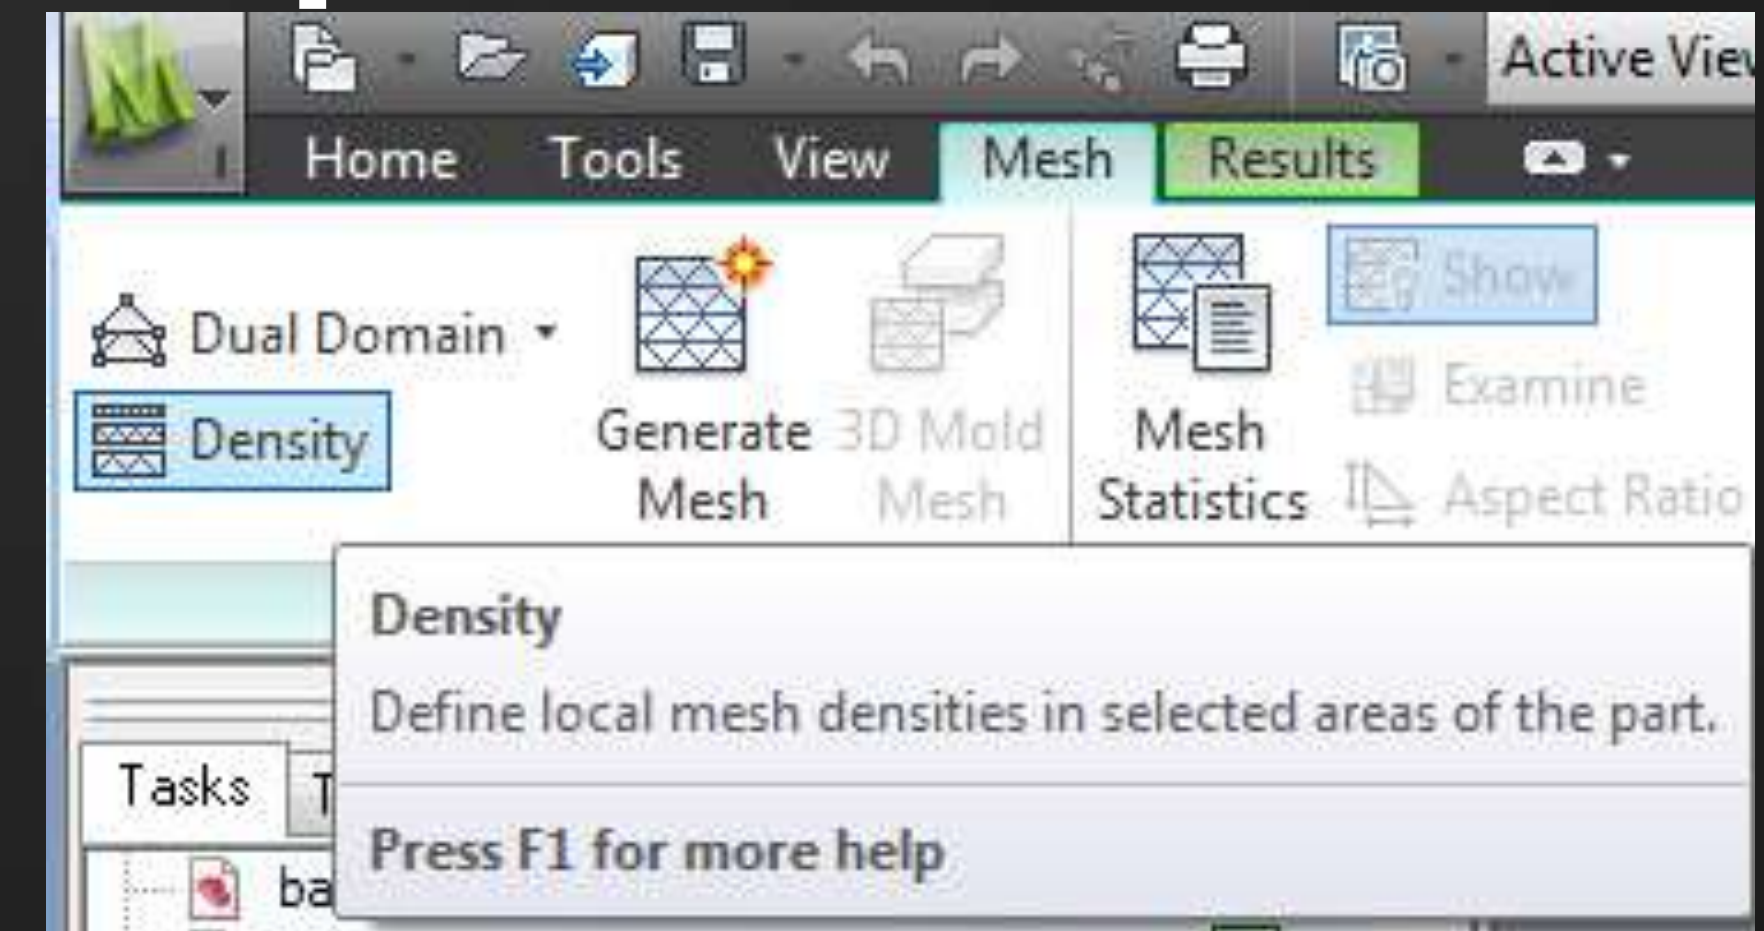 Active
Home Tools View Mesh Results
Dual Domain
Density
Generate Mesh
3D Mold Mesh
Mesh Statistics
Show
Examine
Aspect Ratio
Density
Define local mesh densities in selected areas of the part.
Press F1 for more help
Tasks